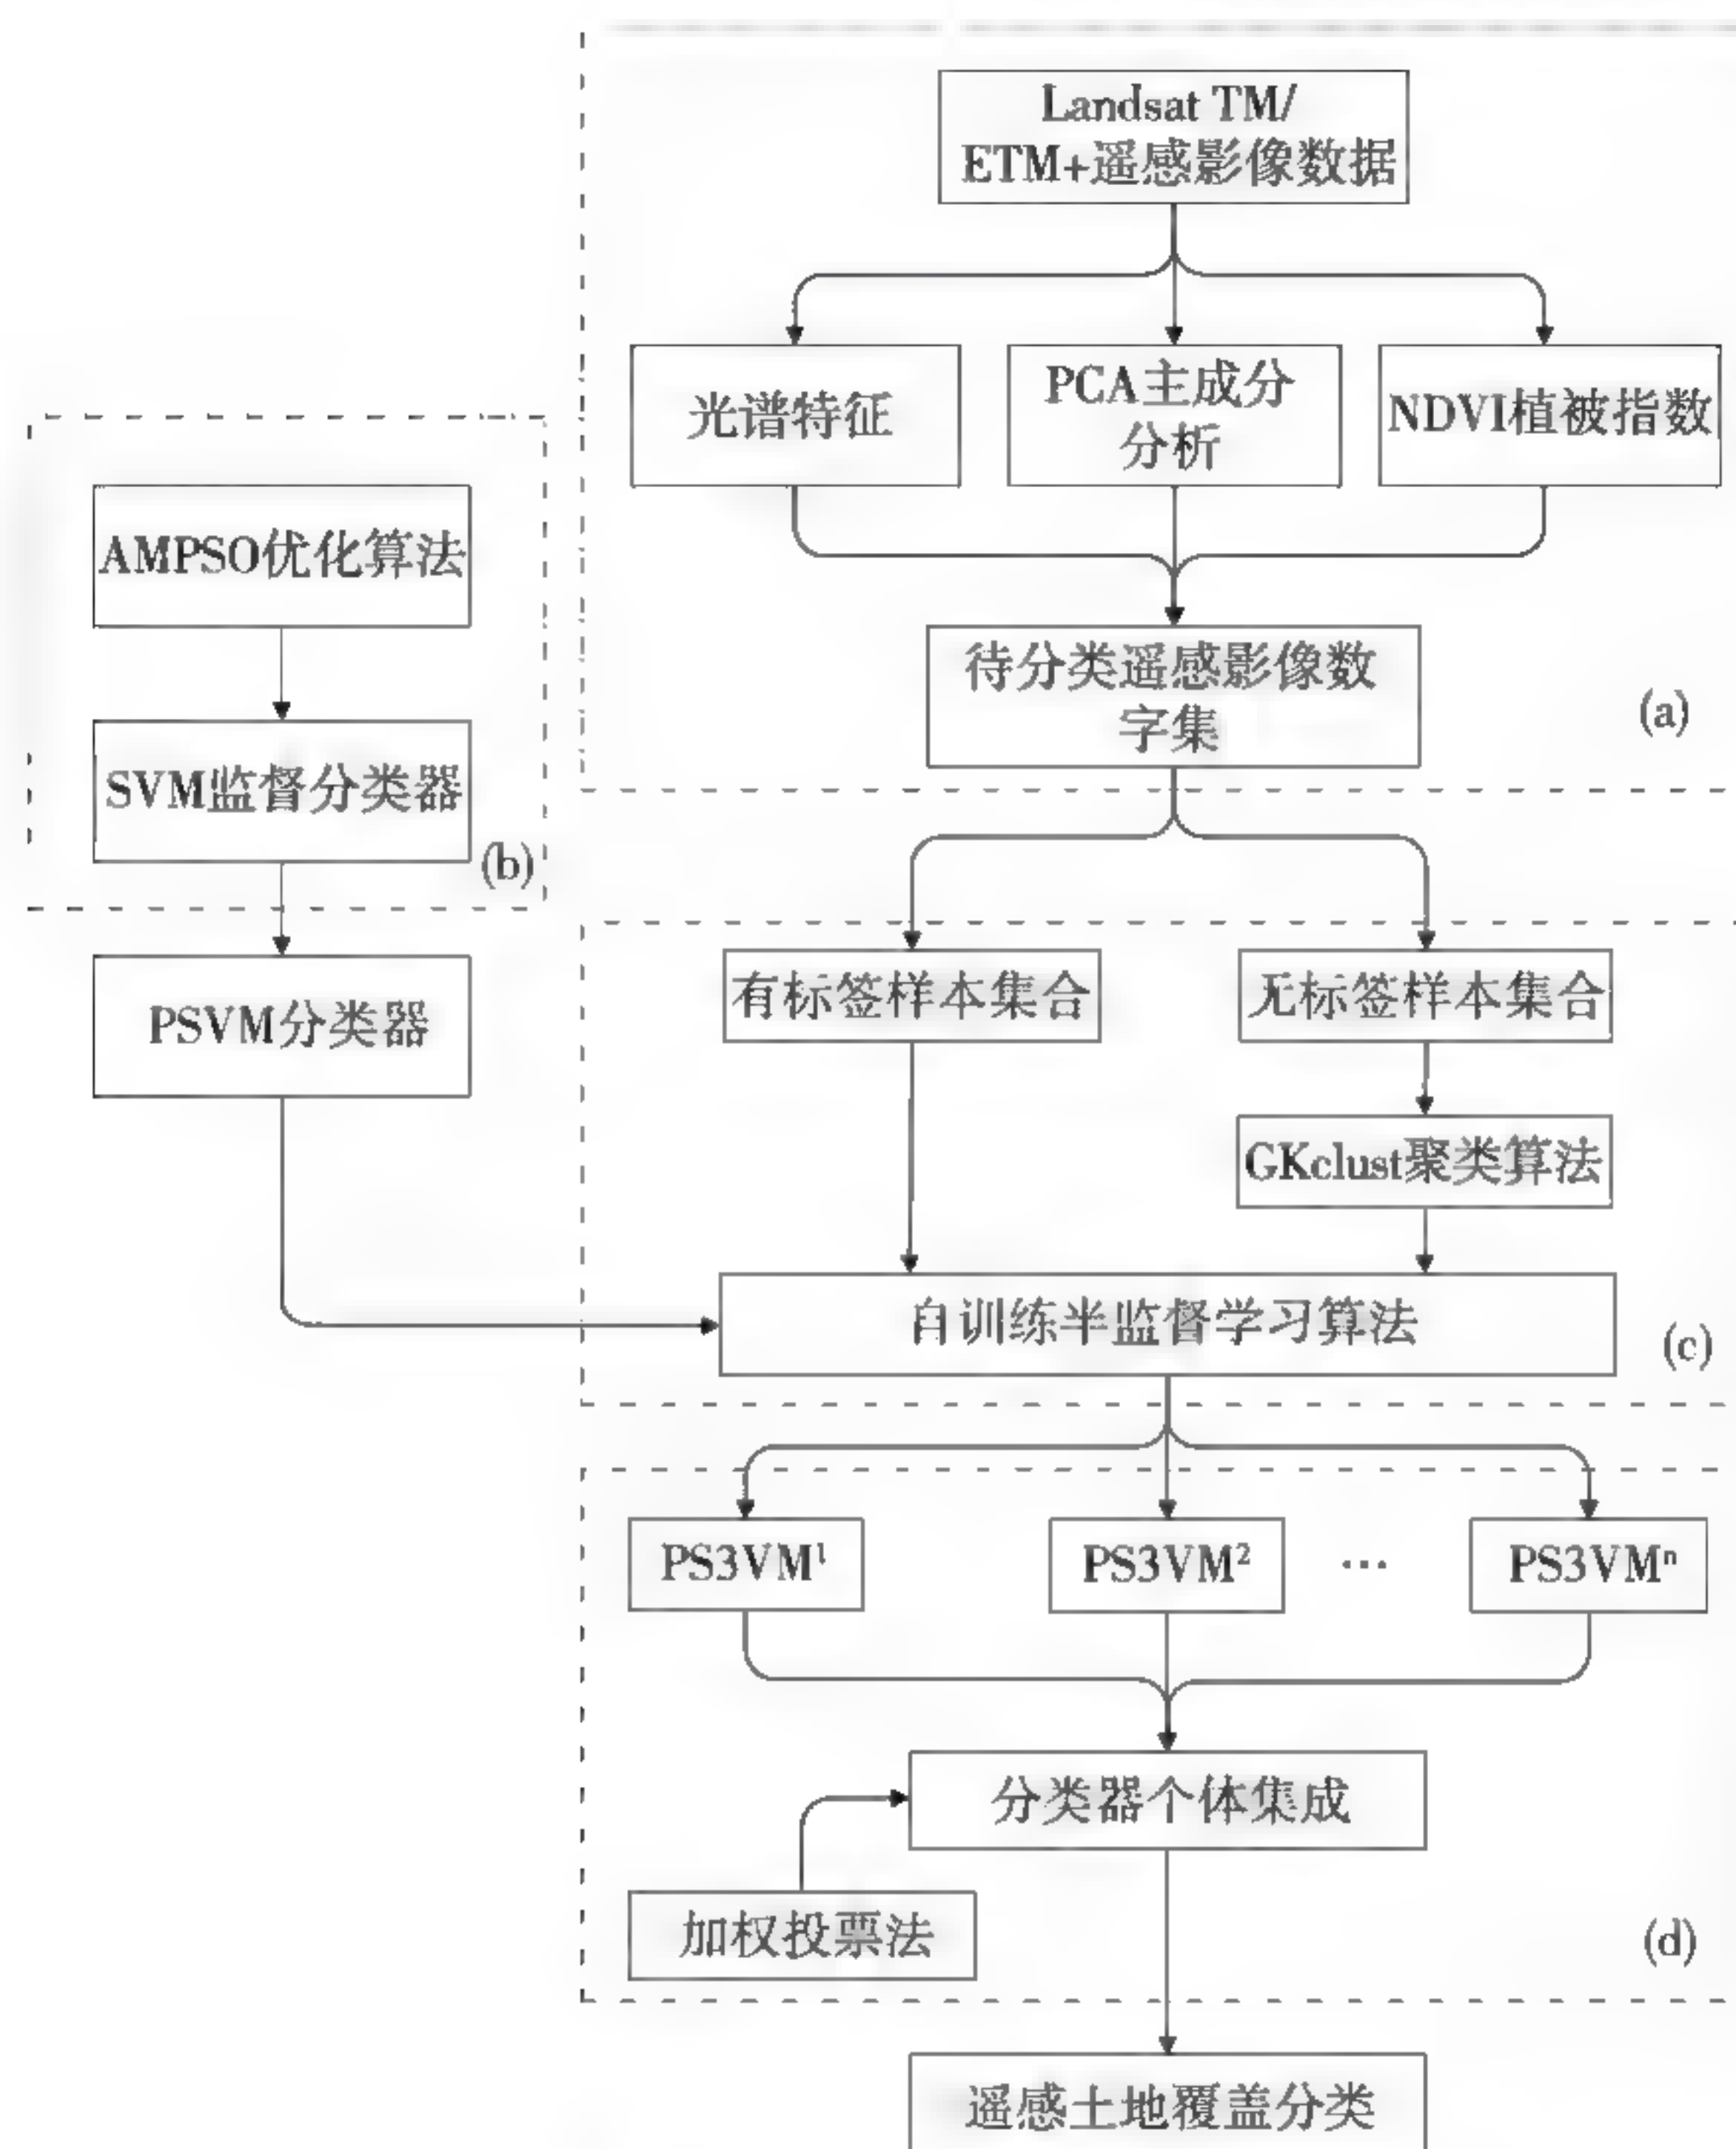 Landsat TM/
ETM+遥感影像数据
光谱特征
PCA主成分
分析
NDVI植被指数
待分类遥感影像数
字集
(a)
AMPSO优化算法
SVM监督分类器
(b)
PSVM分类器
有标签样本集合
无标签样本集合
GKclust聚类算法
自训练半监督学习算法
(c)
PS3VM¹
PS3VM²
…
PS3VMⁿ
分类器个体集成
加权投票法
(d)
遥感土地覆盖分类